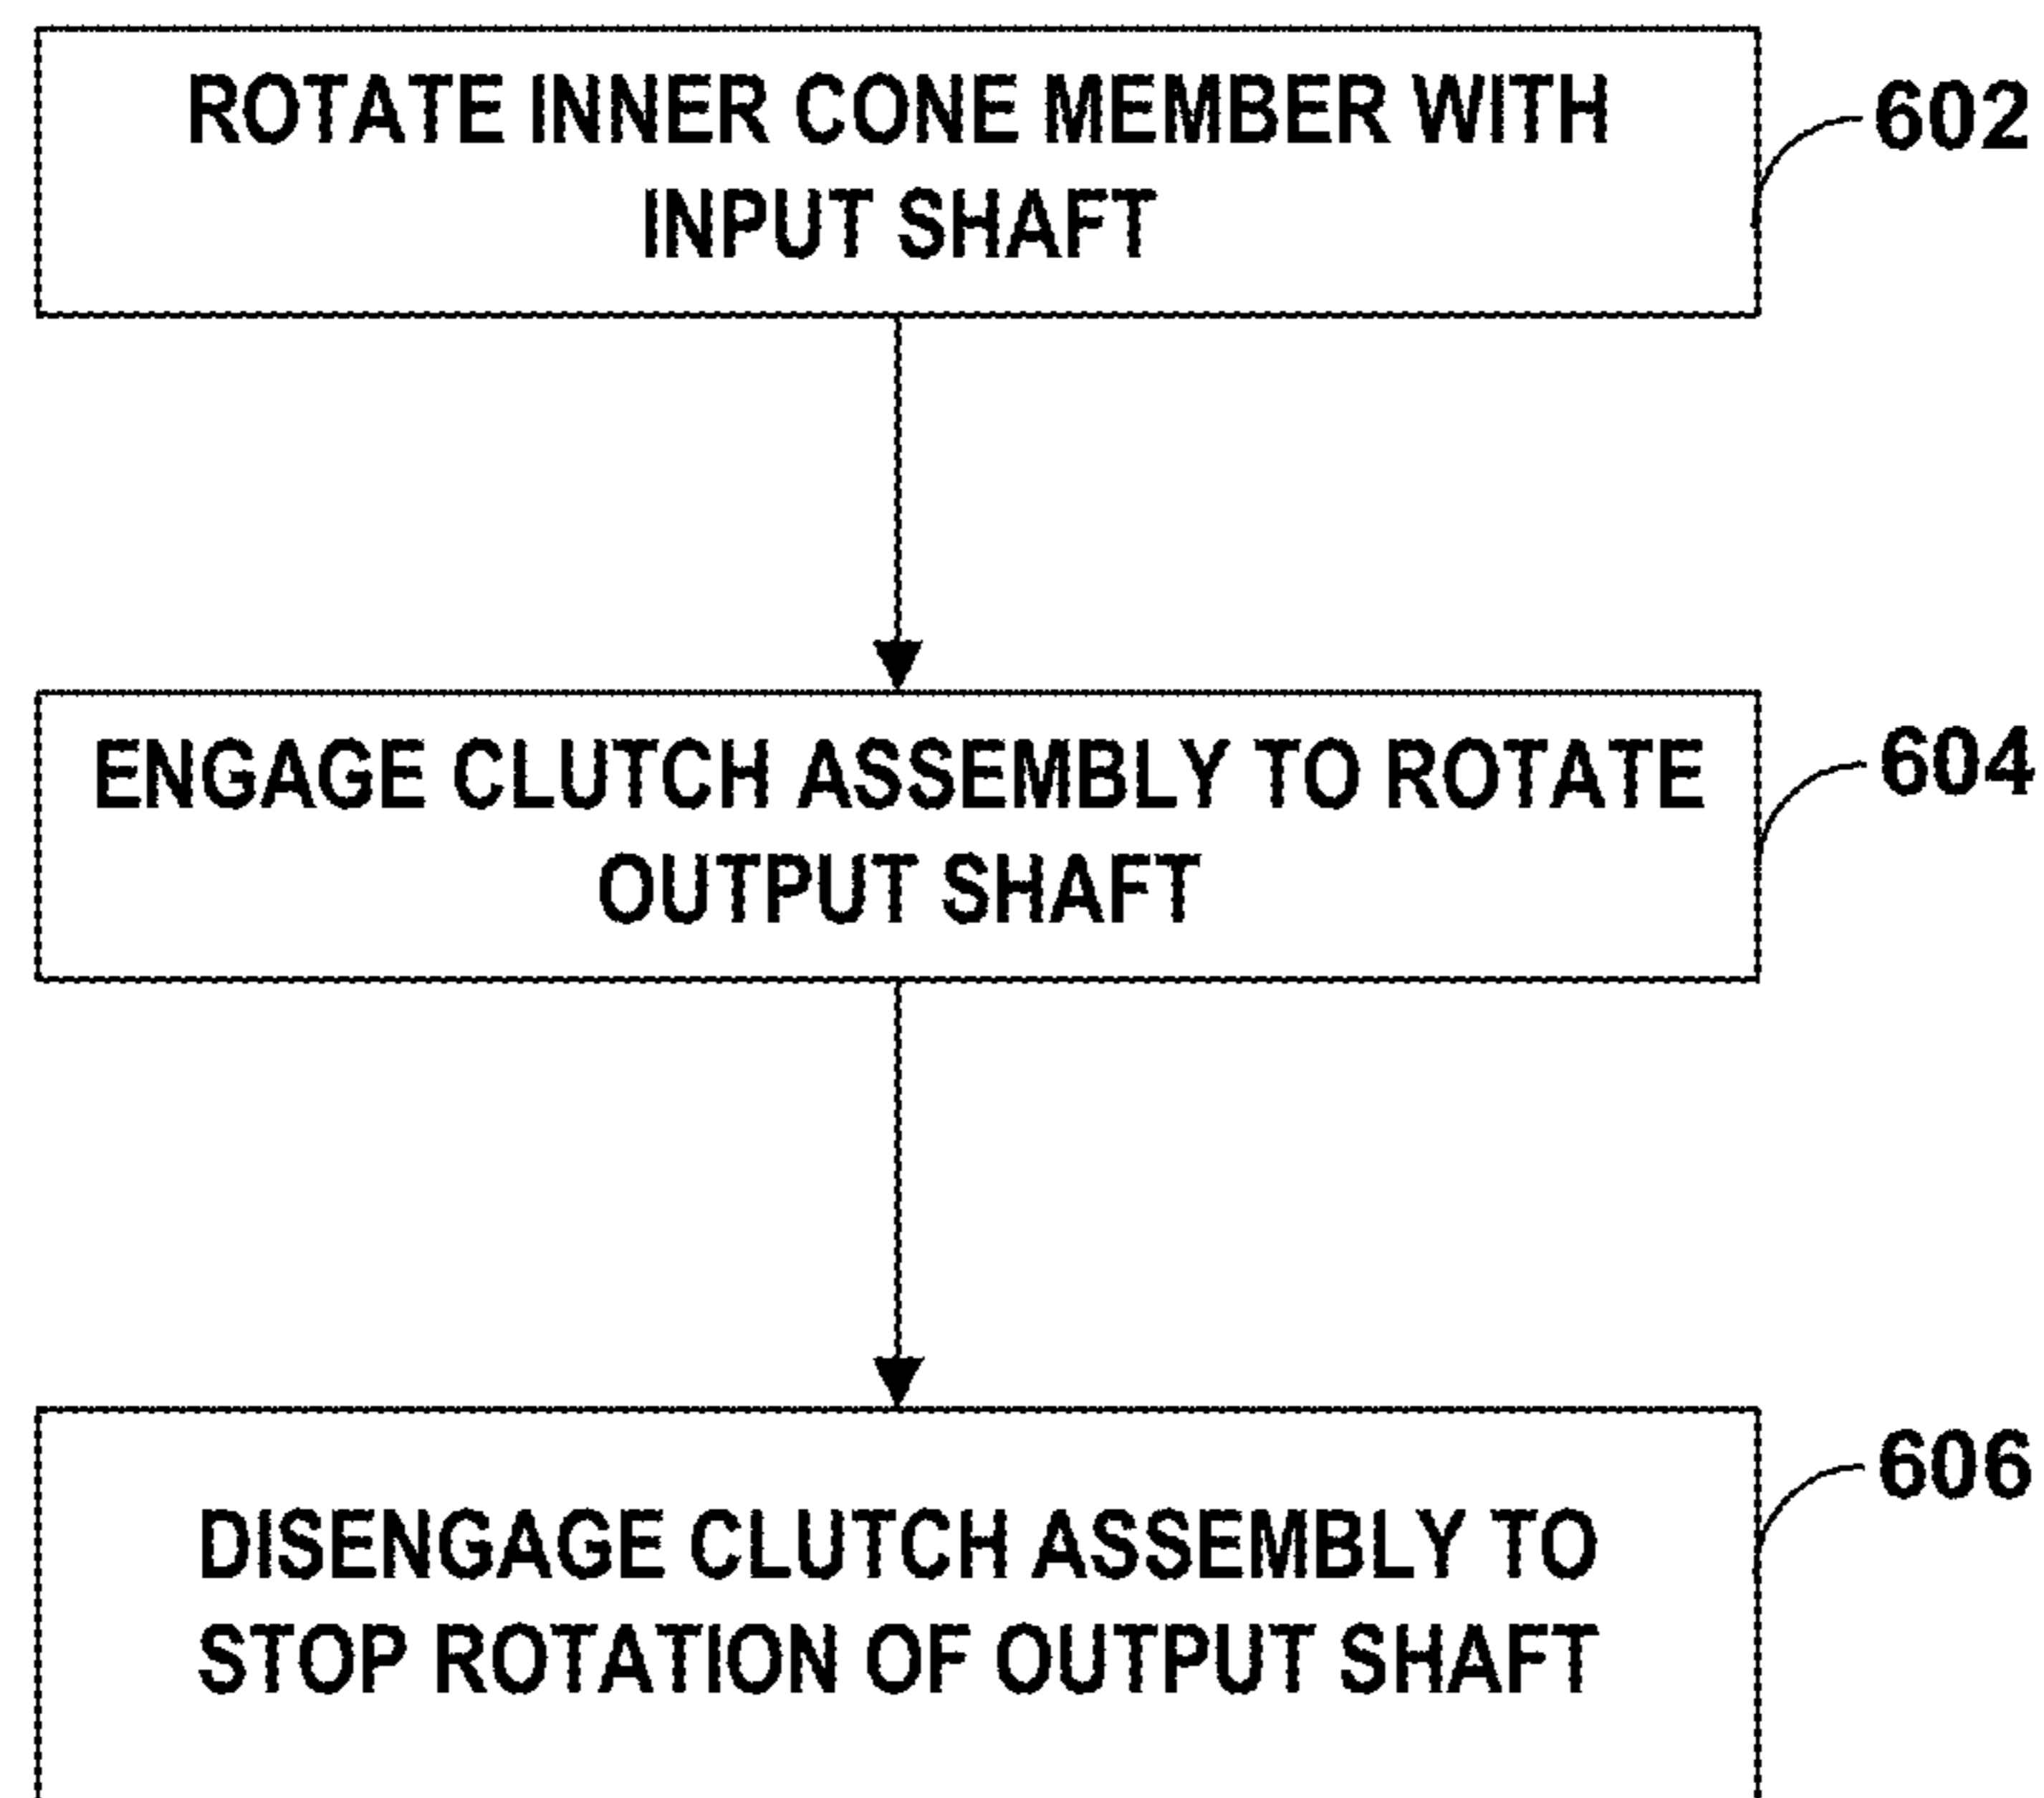 ROTATE INNER CONE MEMBER WITH
INPUT SHAFT
602
ENGAGE CLUTCH ASSEMBLY TO ROTATE
OUTPUT SHAFT
604
DISENGAGE CLUTCH ASSEMBLY TO
STOP ROTATION OF OUTPUT SHAFT
606